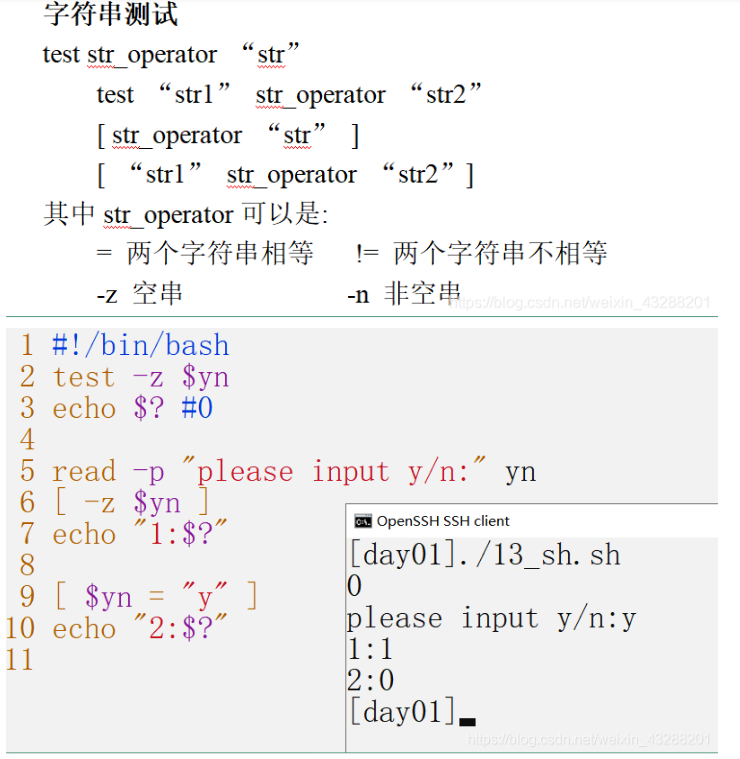 字符串测试
test str_operator “str”
test “str1” str_operator “str2”
[ str_operator “str” ]
[ “str1” str_operator “str2” ]
其中 str_operator 可以是:
= 两个字符串相等 != 两个字符串不相等
-z 空串 -n 非空串
https://blog.csdn.net/weixin_43288201
1 #!/bin/bash
2 test -z $yn
3 echo $? #0
4
5 read -p "please input y/n:" yn
6 [ -z $yn ]
7 echo "1:$?"
8
9 [ $yn = "y" ]
10 echo "2:$?"
11
OpenSSH SSH client
[day01]./13_sh.sh
0
please input y/n:y
1:1
2:0
[day01]
https://blog.csdn.net/weixin_43288201